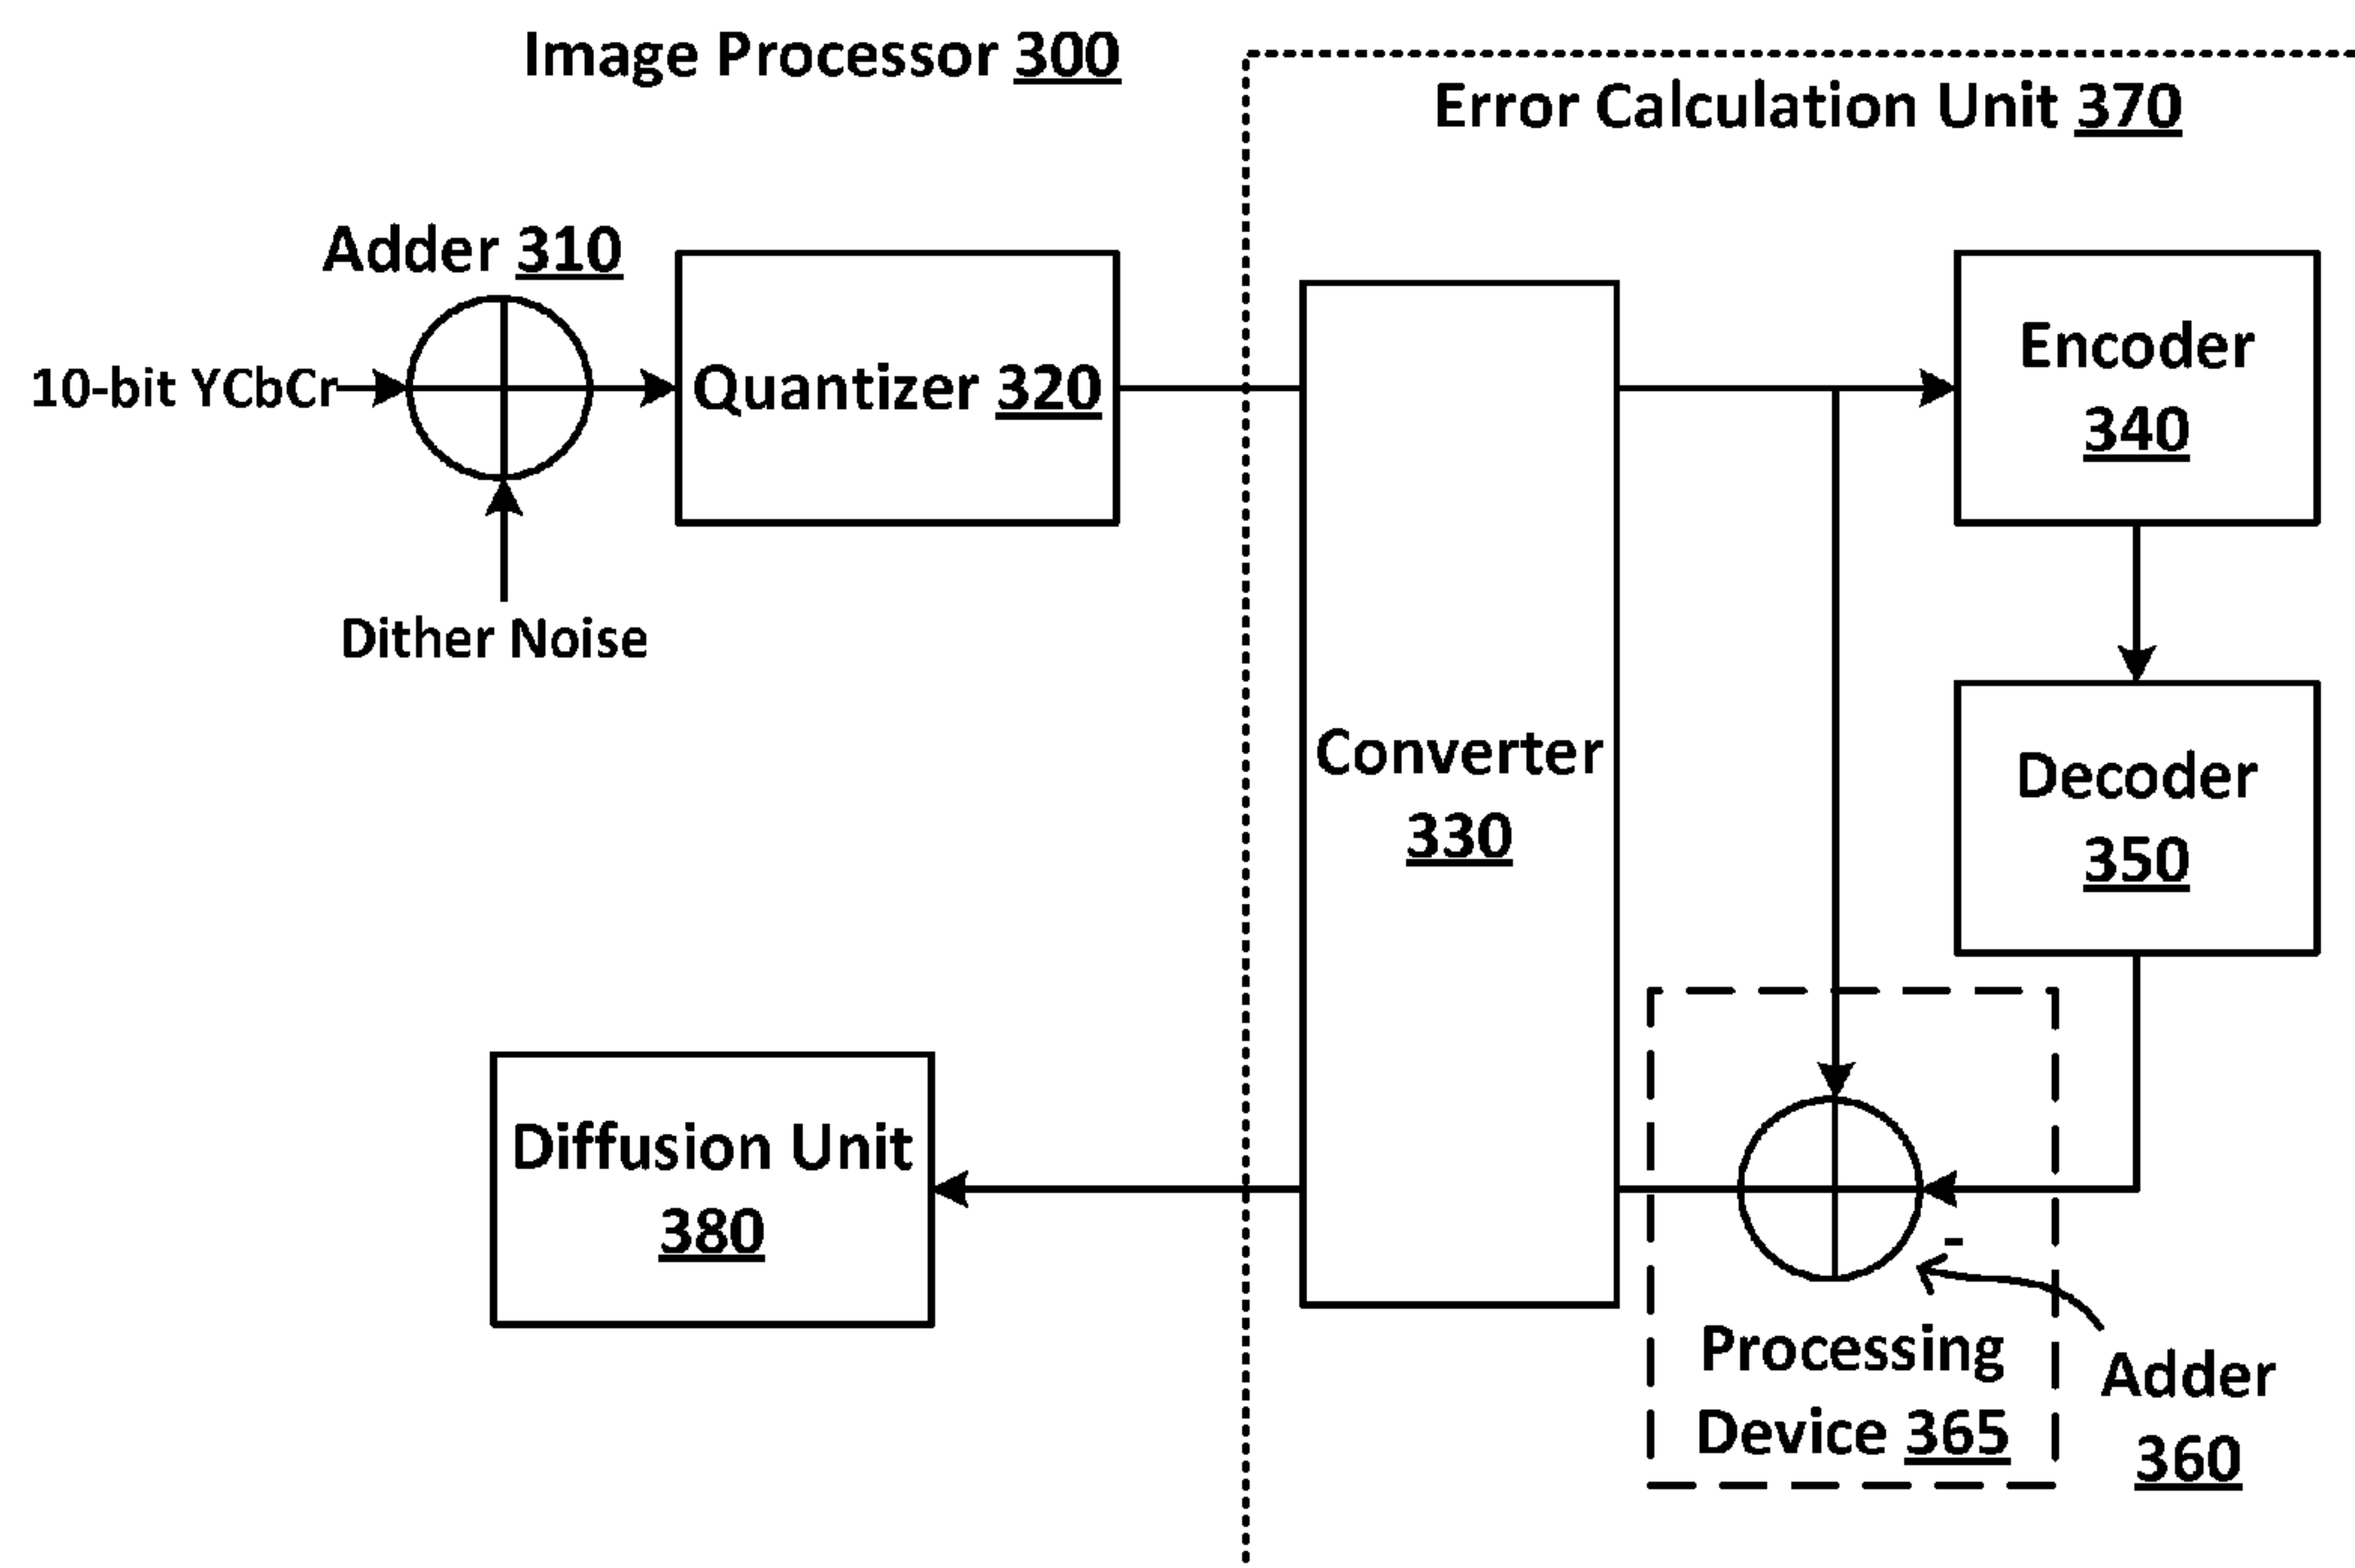 Image Processor 300
Error Calculation Unit 370
Adder 310
10-bit YCbCr
Quantizer 320
Dither Noise
Encoder
340
Converter
330
Decoder
350
Diffusion Unit
380
-
Processing
Device 365
Adder
360